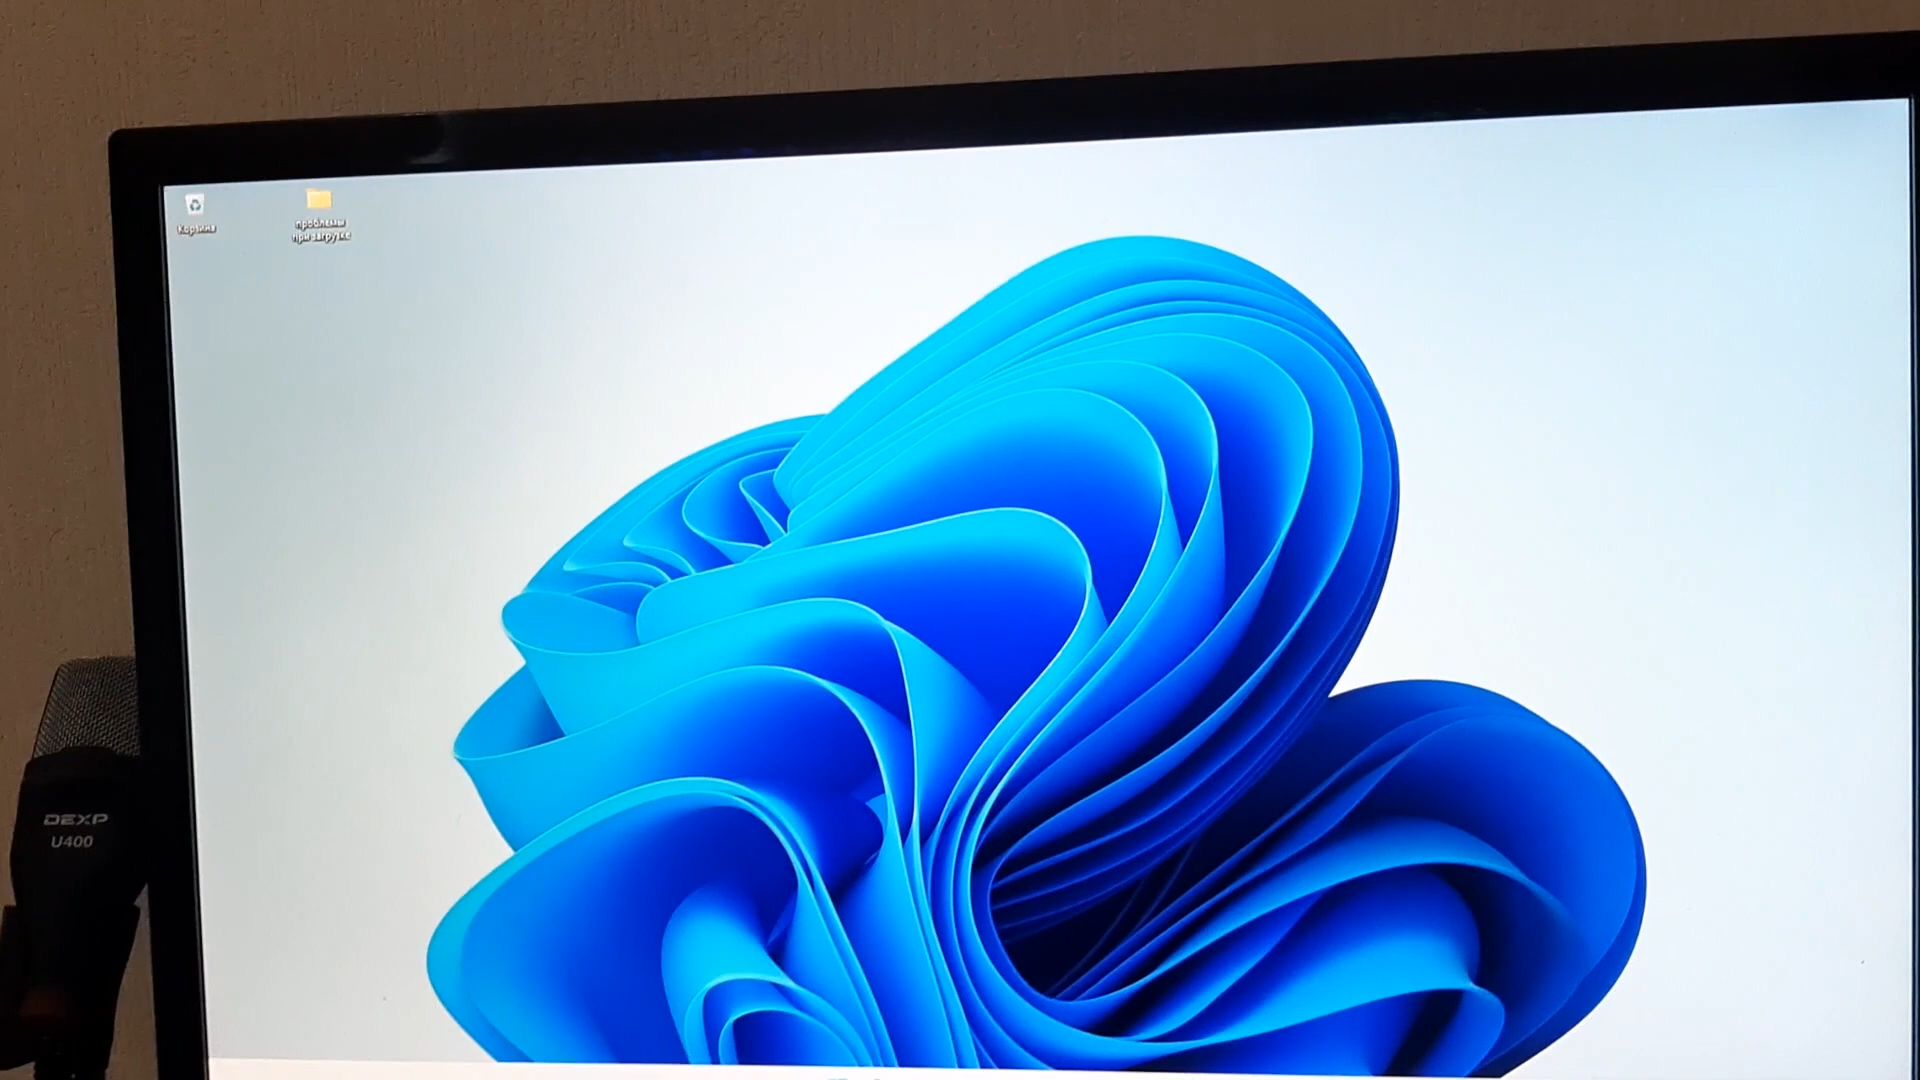 Корзина
проблемы
при загрузке
DEXP
U400